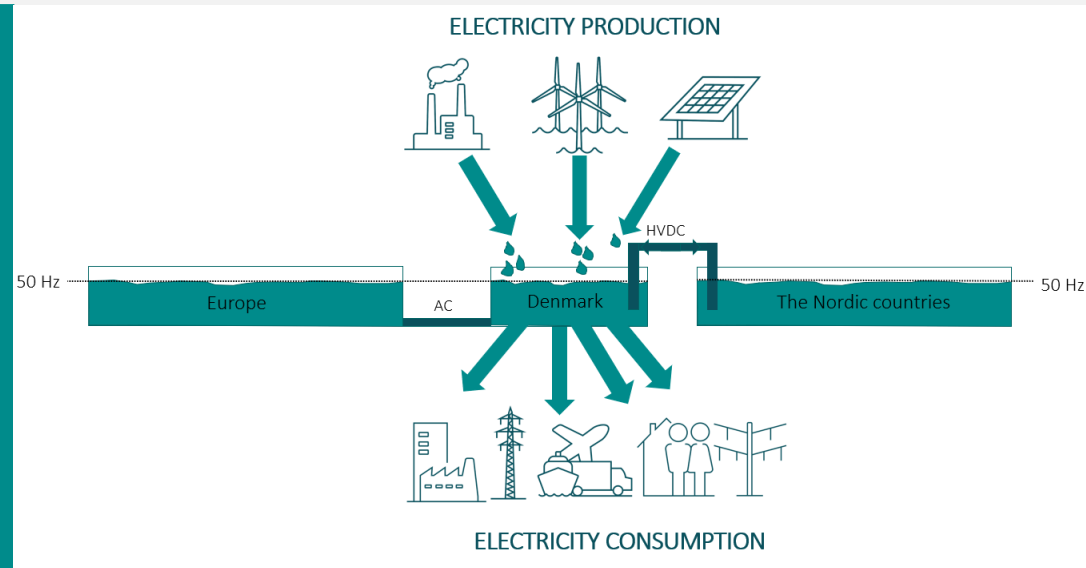 ELECTRICITY PRODUCTION
HVDC
50 Hz
50 Hz
Europe
AC
Denmark
The Nordic countries
ELECTRICITY CONSUMPTION